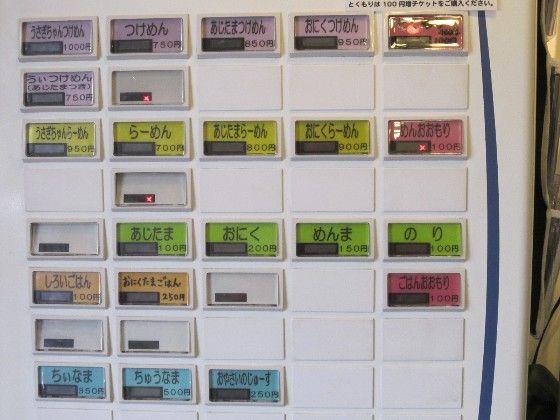 とくもりは100円増チケットをご購入ください。
うさぎちゃんつけめん
1000円
つけめん
750円
あじたまつけめん
850円
おにくつけめん
950円
うぃつけめん
(あじたまつき)
750円
うさぎちゃんらーめん
950円
らーめん
700円
あじたまらーめん
800円
おにくらーめん
900円
めんおおもり
100円
あじたま
100円
おにく
200円
めんま
150円
のり
100円
しろいごはん
100円
おにくたまごはん
250円
ごはんおおもり
100円
ちぃなま
350円
ちゅうなま
500円
おやさいのじゅーす
250円